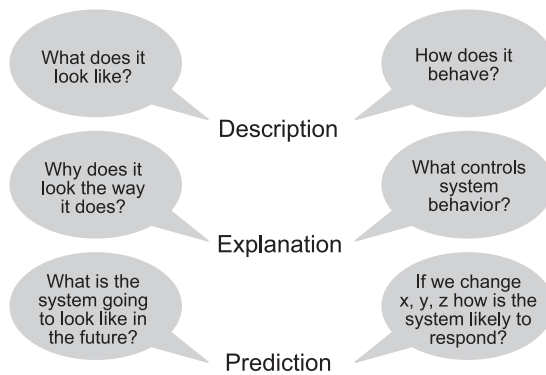 What does it
look like?
How does it
behave?
Description
Why does it
look the way
it does?
What controls
system
behavior?
Explanation
What is the
system going
to look like in
the future?
If we change
x, y, z how is the
system likely to
respond?
Prediction